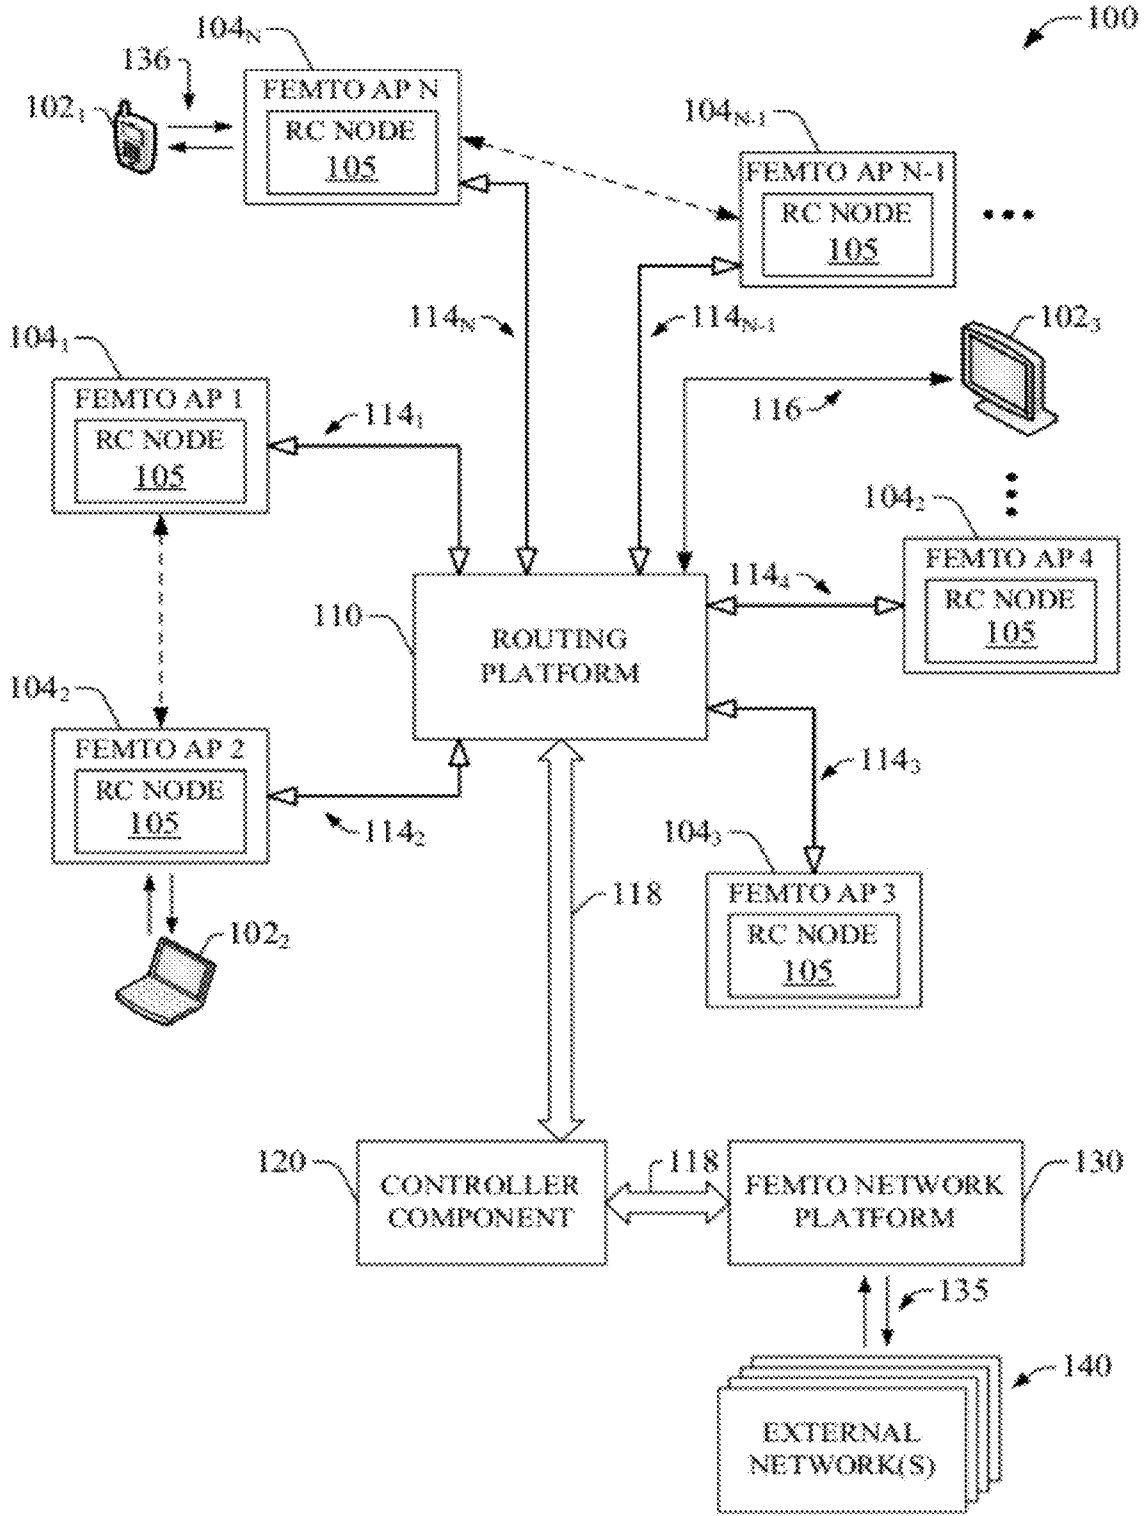 100
104N
136
FEMTO AP N
1021
RC NODE
105
104N-1
FEMTO AP N-1
RC NODE
105
•••
114N
114N-1
1023
1041
116
FEMTO AP 1
RC NODE
105
1141
1042
FEMTO AP 4
RC NODE
105
1144
110
ROUTING
PLATFORM
1042
FEMTO AP 2
RC NODE
105
1142
1143
1043
FEMTO AP 3
RC NODE
105
118
1022
120
CONTROLLER
COMPONENT
118
FEMTO NETWORK
PLATFORM
130
135
140
EXTERNAL
NETWORK(S)